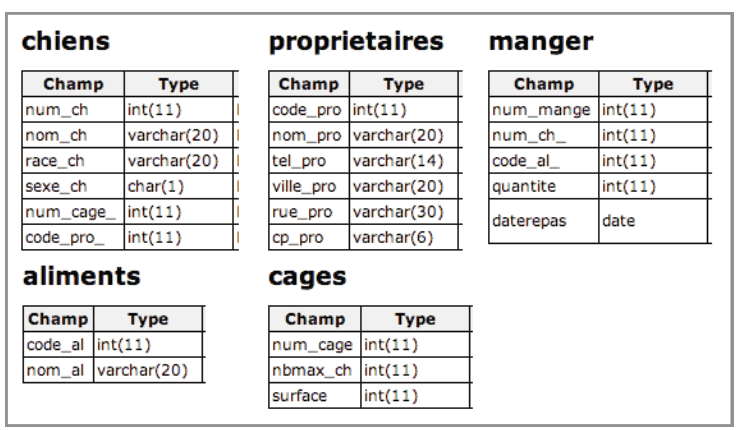 chiens
Champ Type
num_ch int(11)
nom_ch varchar(20)
race_ch varchar(20)
sexe_ch char(1)
num_cage_ int(11)
code_pro_ int(11)
proprietaires
Champ Type
code_pro int(11)
nom_pro varchar(20)
tel_pro varchar(14)
ville_pro varchar(20)
rue_pro varchar(30)
cp_pro varchar(6)
manger
Champ Type
num_mange int(11)
num_ch_ int(11)
code_al_ int(11)
quantite int(11)
daterepas date
aliments
Champ Type
code_al int(11)
nom_al varchar(20)
cages
Champ Type
num_cage int(11)
nbmax_ch int(11)
surface int(11)